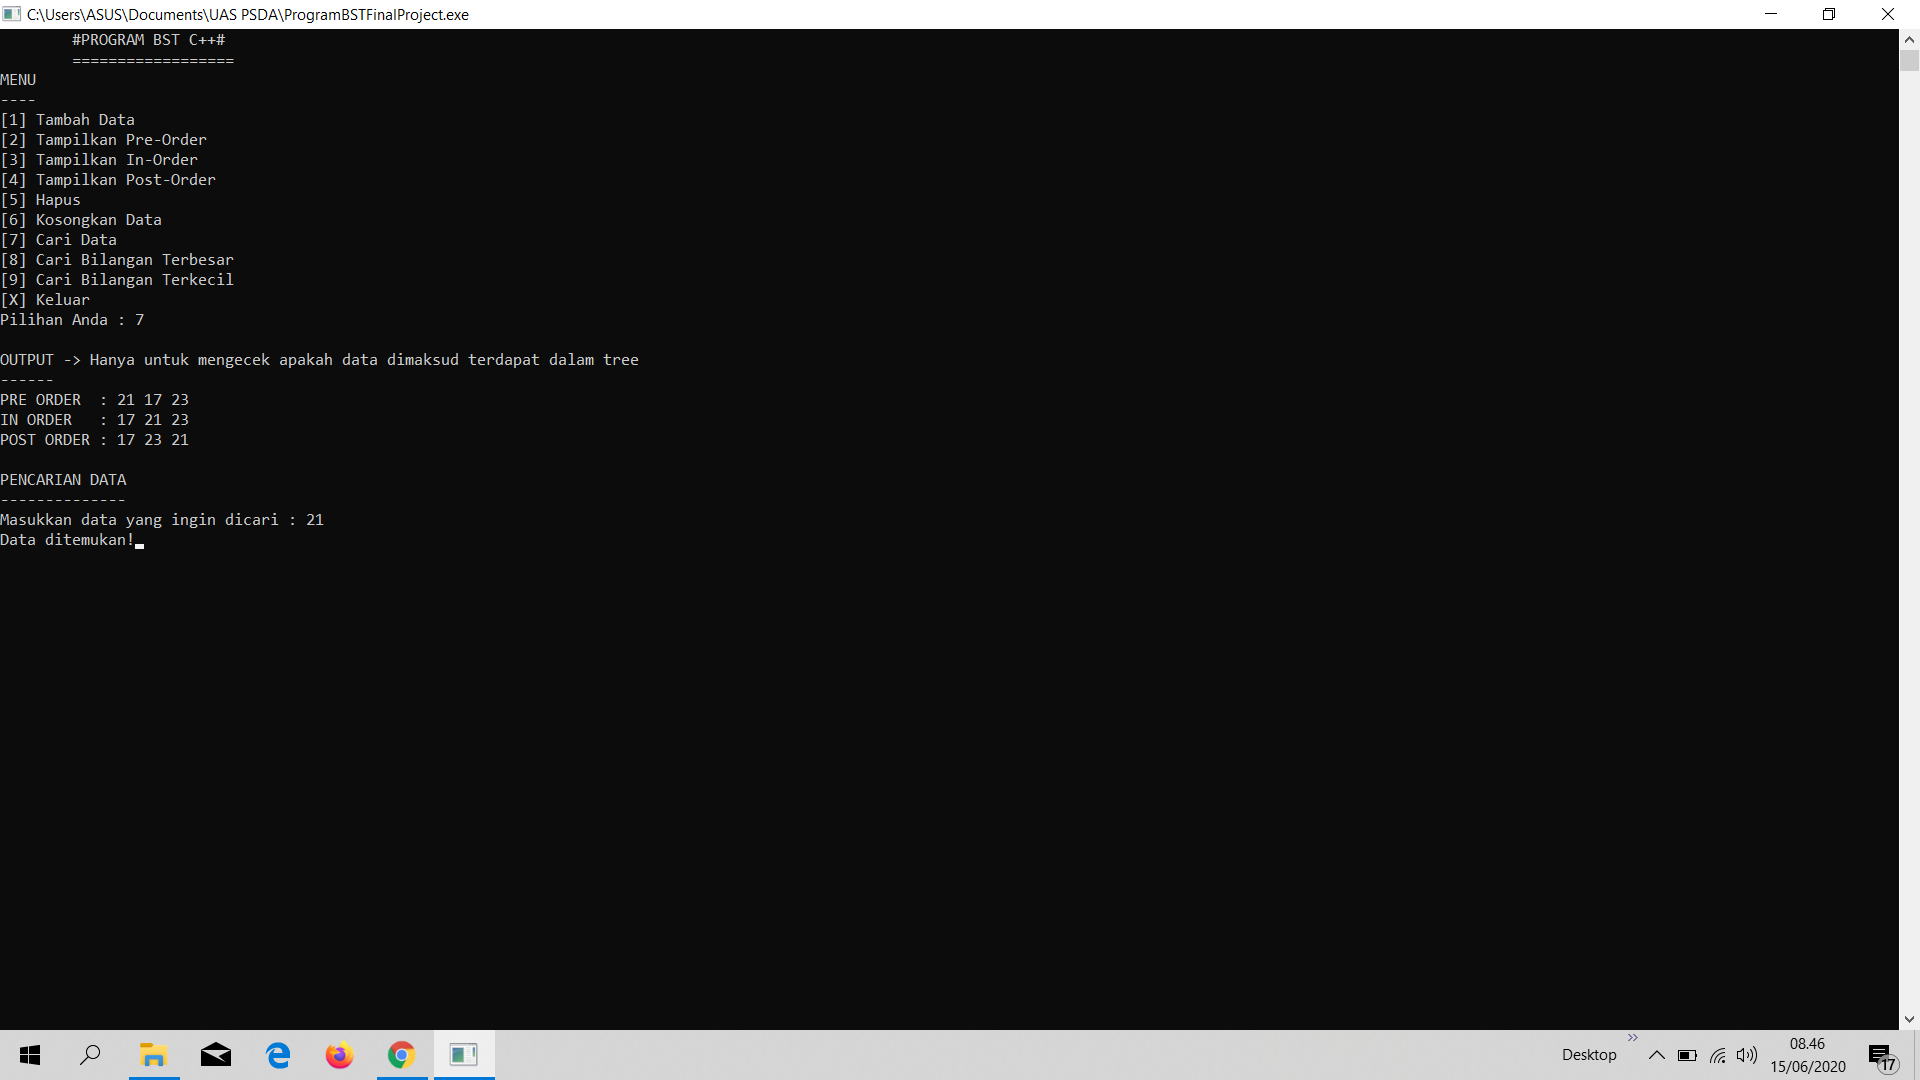 C:\Users\ASUS\Documents\UAS PSDA\ProgramBSTFinalProject.exe
#PROGRAM BST C++#
==================
MENU
----
[1] Tambah Data
[2] Tampilkan Pre-Order
[3] Tampilkan In-Order
[4] Tampilkan Post-Order
[5] Hapus
[6] Kosongkan Data
[7] Cari Data
[8] Cari Bilangan Terbesar
[9] Cari Bilangan Terkecil
[X] Keluar
Pilihan Anda : 7
OUTPUT -> Hanya untuk mengecek apakah data dimaksud terdapat dalam tree
------
PRE ORDER  : 21 17 23
IN ORDER   : 17 21 23
POST ORDER : 17 23 21
PENCARIAN DATA
--------------
Masukkan data yang ingin dicari : 21
Data ditemukan!
Desktop
08.46
15/06/2020
17